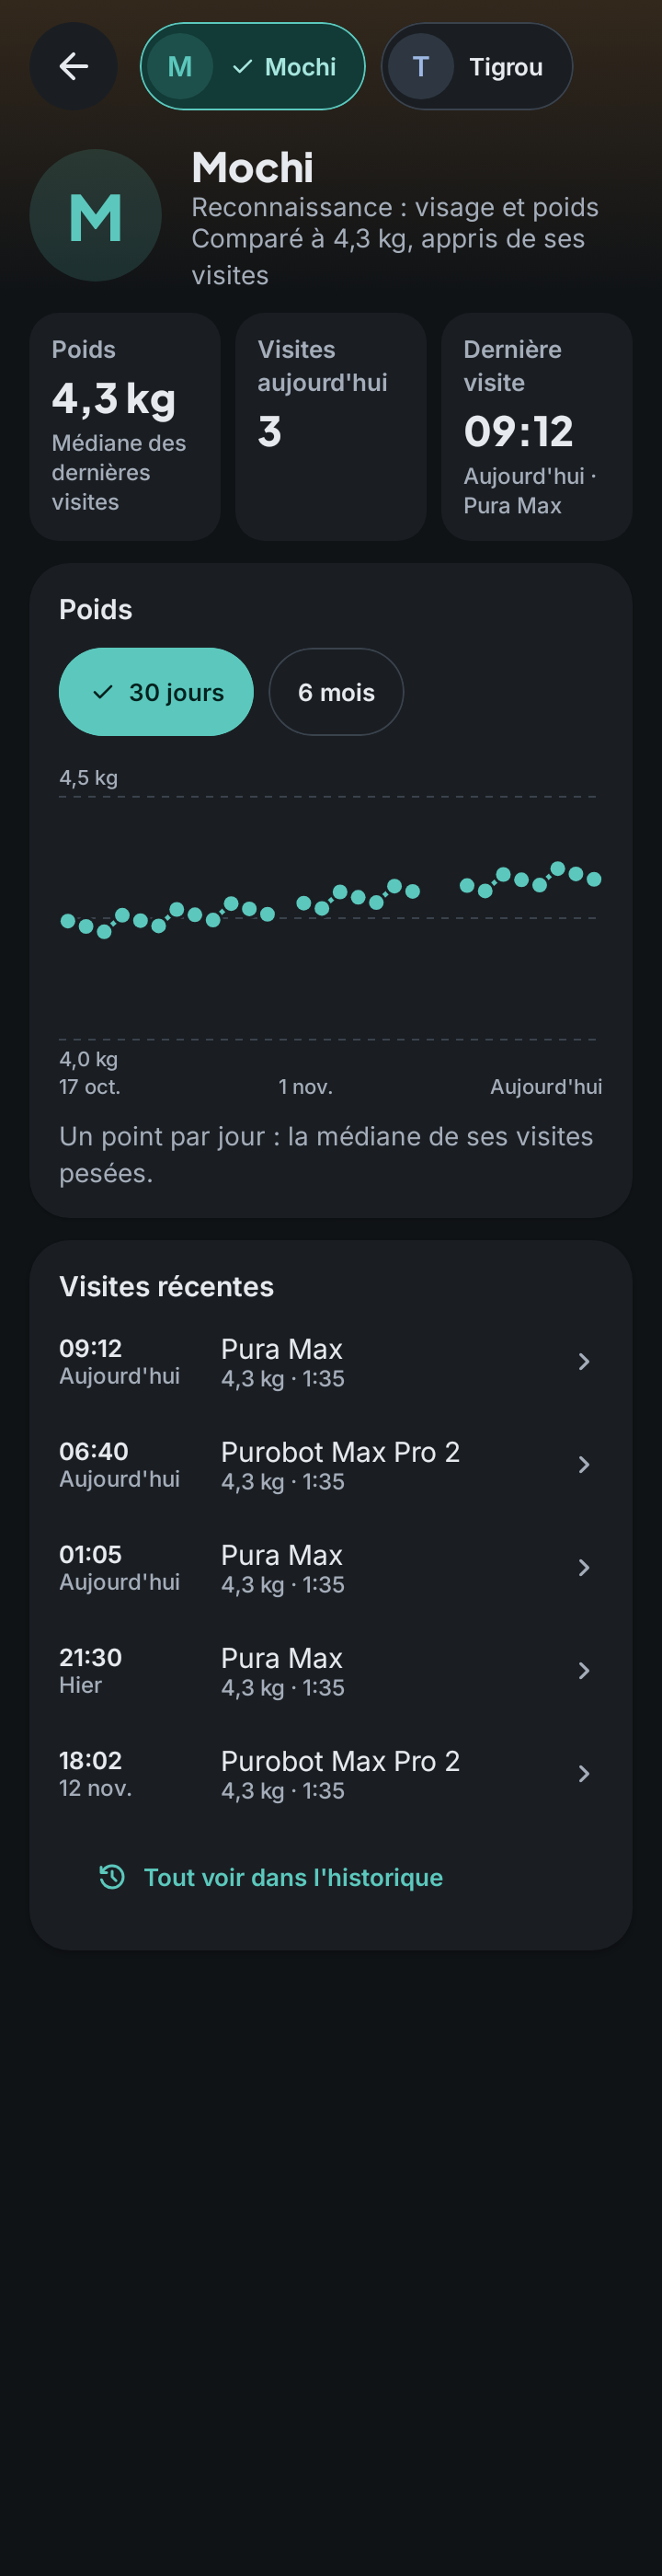 M
Mochi
T
Tigrou
M
Mochi
Reconnaissance : visage et poids
Comparé à 4,3 kg, appris de ses
visites
Poids
4,3 kg
Médiane des
dernières
visites
Visites
aujourd'hui
3
Dernière
visite
09:12
Aujourd'hui ·
Pura Max
Poids
30 jours
6 mois
4,5 kg
4,0 kg
17 oct.
1 nov.
Aujourd'hui
Un point par jour : la médiane de ses visites
pesées.
Visites récentes
09:12
Aujourd'hui
Pura Max
4,3 kg · 1:35
06:40
Aujourd'hui
Purobot Max Pro 2
4,3 kg · 1:35
01:05
Aujourd'hui
Pura Max
4,3 kg · 1:35
21:30
Hier
Pura Max
4,3 kg · 1:35
18:02
12 nov.
Purobot Max Pro 2
4,3 kg · 1:35
Tout voir dans l'historique